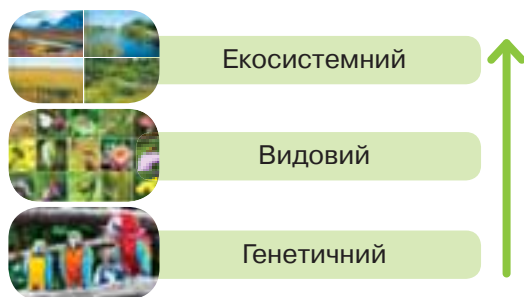 Екосистемний
Видовий
Генетичний